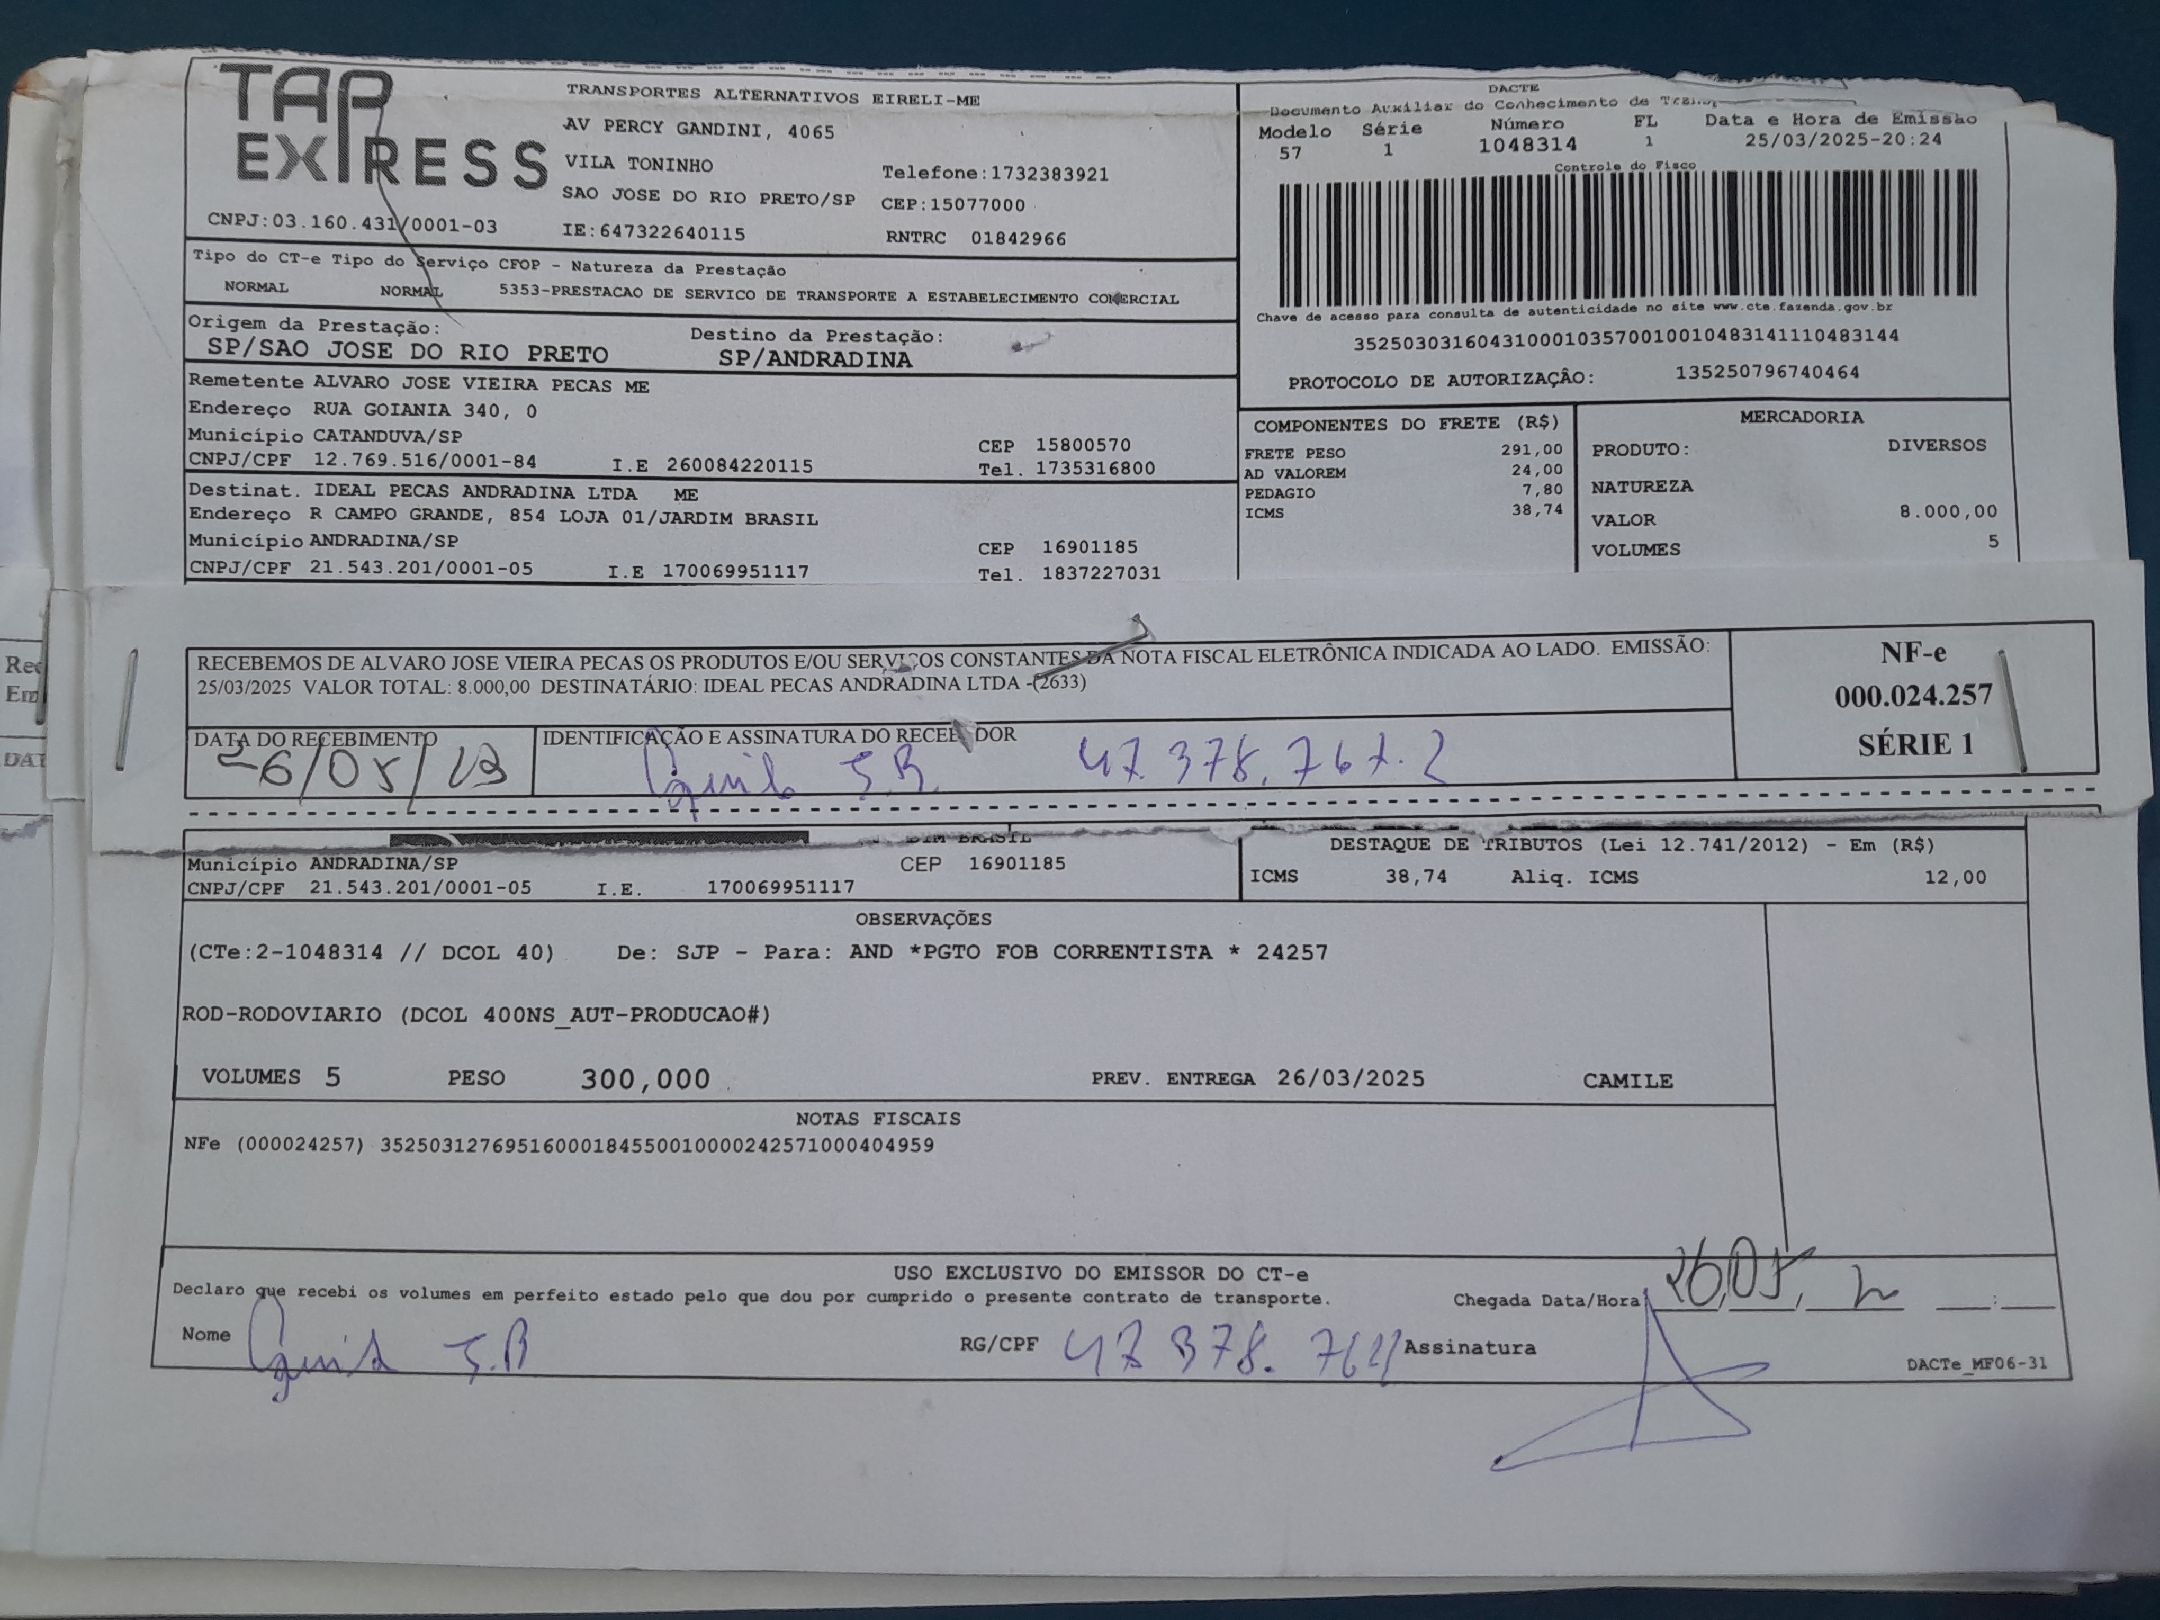 TAP EXPRESS
TRANSPORTES ALTERNATIVOS EIRELI-ME
AV PERCY GANDINI, 4065
VILA TONINHO
Telefone:1732383921
SAO JOSE DO RIO PRETO/SP CEP:15077000
CNPJ:03.160.431/0001-03 IE:647322640115 RNTRC 01842966
DACTE
Documento Auxiliar do Conhecimento de
Modelo Série Número FL Data e Hora de Emissão
57 1 1048314 1 25/03/2025-20:24
Controle do Fisco
Chave de acesso para consulta de autenticidade no site www.cte.fazenda.gov.br
35250303160431000103570010010483141110483144
PROTOCOLO DE AUTORIZAÇÃO: 135250796740464
Tipo do CT-e Tipo do Serviço CFOP - Natureza da Prestação
NORMAL NORMAL 5353-PRESTACAO DE SERVICO DE TRANSPORTE A ESTABELECIMENTO COMERCIAL
Origem da Prestação: Destino da Prestação:
SP/SAO JOSE DO RIO PRETO SP/ANDRADINA
Remetente ALVARO JOSE VIEIRA PECAS ME
Endereço RUA GOIANIA 340, 0
Município CATANDUVA/SP CEP 15800570
CNPJ/CPF 12.769.516/0001-84 I.E 260084220115 Tel. 1735316800
Destinat. IDEAL PECAS ANDRADINA LTDA ME
Endereço R CAMPO GRANDE, 854 LOJA 01/JARDIM BRASIL
Município ANDRADINA/SP CEP 16901185
CNPJ/CPF 21.543.201/0001-05 I.E 170069951117 Tel. 1837227031
COMPONENTES DO FRETE (R$)
FRETE PESO 291,00
AD VALOREM 24,00
PEDAGIO 7,80
ICMS 38,74
MERCADORIA
PRODUTO: DIVERSOS
NATUREZA
VALOR 8.000,00
VOLUMES 5
RECEBEMOS DE ALVARO JOSE VIEIRA PECAS OS PRODUTOS E/OU SERVIÇOS CONSTANTES DA NOTA FISCAL ELETRÔNICA INDICADA AO LADO. EMISSÃO:
25/03/2025 VALOR TOTAL: 8.000,00 DESTINATÁRIO: IDEAL PECAS ANDRADINA LTDA -(2633)
NF-e
000.024.257
SÉRIE 1
DATA DO RECEBIMENTO IDENTIFICAÇÃO E ASSINATURA DO RECEBEDOR
47.378.767.2
DIM BRASIL
Município ANDRADINA/SP CEP 16901185
CNPJ/CPF 21.543.201/0001-05 I.E. 170069951117
DESTAQUE DE TRIBUTOS (Lei 12.741/2012) - Em (R$)
ICMS 38,74 Aliq. ICMS 12,00
OBSERVAÇÕES
(CTe:2-1048314 // DCOL 40) De: SJP - Para: AND *PGTO FOB CORRENTISTA * 24257
ROD-RODOVIARIO (DCOL 400NS_AUT-PRODUCAO#)
VOLUMES 5 PESO 300,000 PREV. ENTREGA 26/03/2025 CAMILE
NOTAS FISCAIS
NFe (000024257) 35250312769516000184550010000242571000404959
USO EXCLUSIVO DO EMISSOR DO CT-e
Declaro que recebi os volumes em perfeito estado pelo que dou por cumprido o presente contrato de transporte. Chegada Data/Hora
Nome RG/CPF Assinatura
DACTe_MF06-31